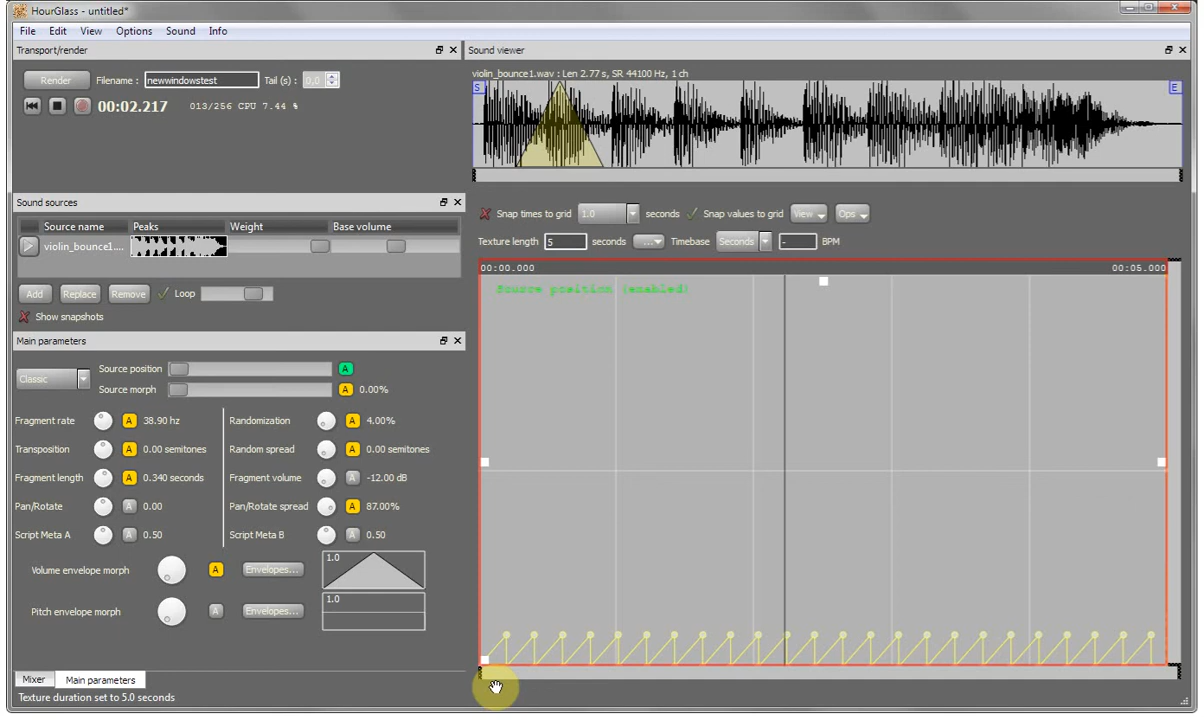 HourGlass - untitled*
File Edit View Options Sound Info
Transport/render
Render Filename : newwindowstest Tail (s) : 0,0
00:02.217 013/256 CPU 7.44 %
Sound sources
Source name Peaks Weight Base volume
violin_bounce1....
Add Replace Remove Loop
Show snapshots
Main parameters
Classic
Source position A
Source morph A 0.00%
Fragment rate A 38.90 hz Randomization A 4.00%
Transposition A 0.00 semitones Random spread A 0.00 semitones
Fragment length A 0.340 seconds Fragment volume A -12.00 dB
Pan/Rotate A 0.00 Pan/Rotate spread A 87.00%
Script Meta A A 0.50 Script Meta B A 0.50
Volume envelope morph A Envelopes... 1.0
Pitch envelope morph A Envelopes... 1.0
Mixer Main parameters
Texture duration set to 5.0 seconds
Sound viewer
violin_bounce1.wav : Len 2.77 s, SR 44100 Hz, 1 ch
S E
Snap times to grid 1.0 seconds Snap values to grid View Ops
Texture length 5 seconds ... Timebase Seconds - BPM
00:00.000 00:05.000
Source position (enabled)